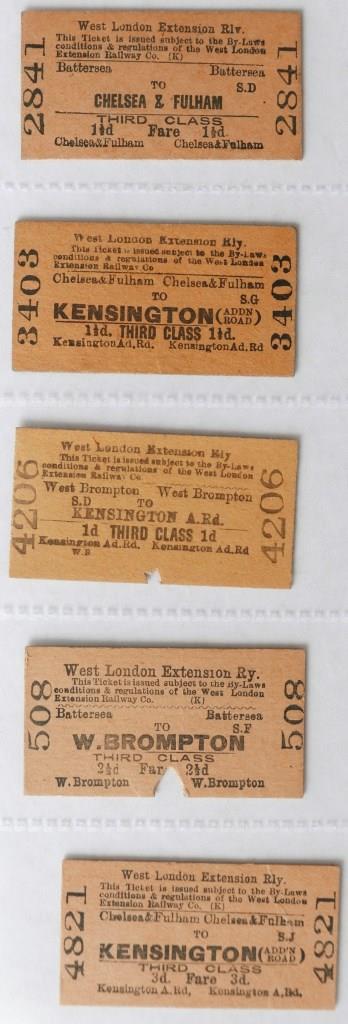 West London Extension Rly.
This Ticket is issued subject to the By-Laws
conditions & regulations of the West London
Extension Railway Co. (K)
Battersea Battersea
TO S.D
CHELSEA & FULHAM
THIRD CLASS
1½d Fare 1½d.
Chelsea&Fulham Chelsea&Fulham
2841 2841
West London Extension Rly.
This Ticket is issued subject to the By-Laws
conditions & regulations of the West London
Extension Railway Co
Chelsea&Fulham Chelsea&Fulham
TO S.G
KENSINGTON (ADDN ROAD)
1½d. THIRD CLASS 1½d.
Kensington Ad. Rd. Kensington Ad. Rd
3403 3403
West London Extension Rly
This Ticket is issued subject to the By-Laws
conditions & regulations of the West London
Extension Railway Co.
West Brompton West Brompton
S.D TO
KENSINGTON A.Rd.
1d THIRD CLASS 1d
Kensington Ad.Rd. Kensington Ad.Rd
4206 4206
West London Extension Ry.
This Ticket is issued subject to the By-Laws
conditions & regulations of the West London
Extension Railway Co. (K)
Battersea Battersea
TO S.F
W.BROMPTON
THIRD CLASS
2½d Far 2½d
W.Brompton W.Brompton
508 508
West London Extension Rly.
This Ticket is issued subject to the By-Laws
conditions & regulations of the West London
Extension Railway Co. (K)
Chelsea&Fulham Chelsea&Fulham
TO S.J
KENSINGTON (ADD'N ROAD)
THIRD CLASS
3d. Fare 3d.
Kensington A.Rd, Kensington A.Rd.
4821 4821